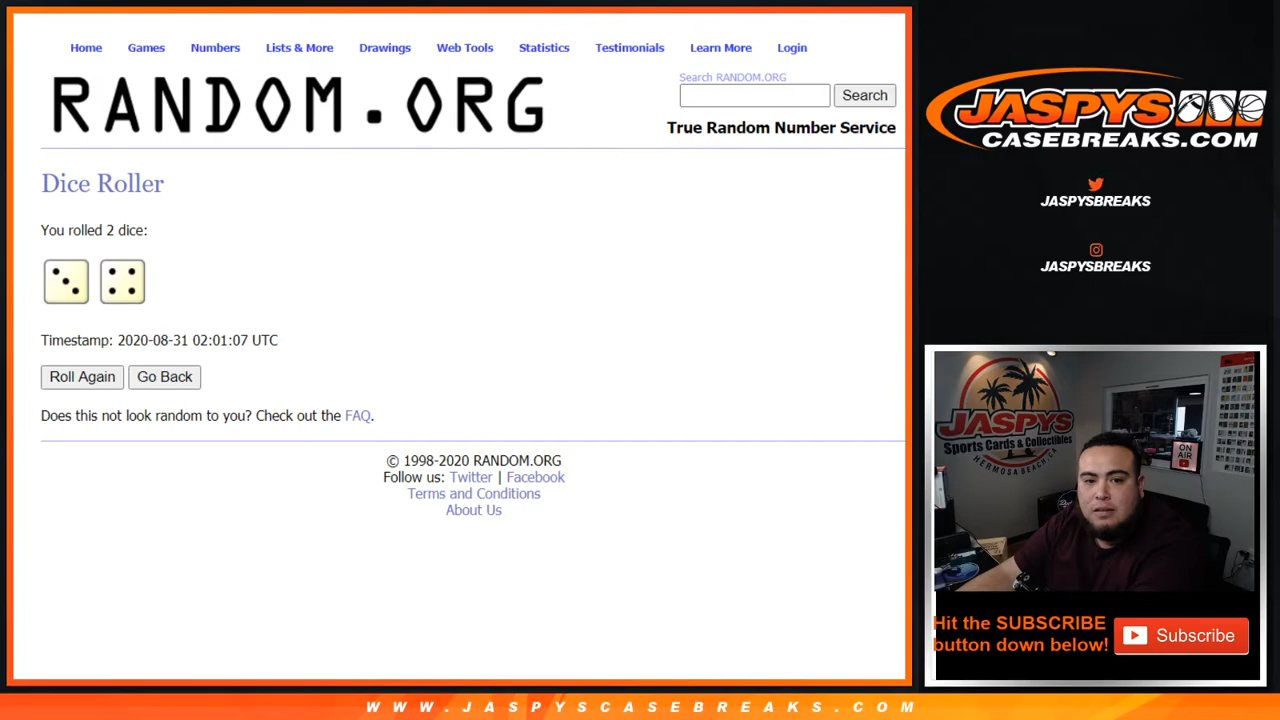 Home Games Numbers Lists & More Drawings Web Tools Statistics Testimonials Learn More Login
RANDOM.ORG
Search RANDOM.ORG
Search
True Random Number Service
Dice Roller
You rolled 2 dice:
Timestamp: 2020-08-31 02:01:07 UTC
Roll Again Go Back
Does this not look random to you? Check out the FAQ.
© 1998-2020 RANDOM.ORG
Follow us: Twitter | Facebook
Terms and Conditions
About Us
JASPYS
CASEBREAKS.COM
JASPYSBREAKS
JASPYSBREAKS
JASPYS
Sports Cards & Collectibles
HERMOSA BEACH, CA
ON
AIR
Hit the SUBSCRIBE
button down below!
Subscribe
WWW.JASPYSCASEBREAKS.COM